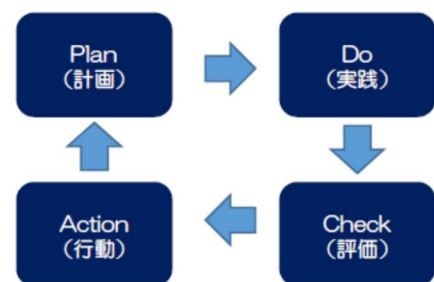 Plan
（計画）
Do
（実践）
Check
（評価）
Action
（行動）